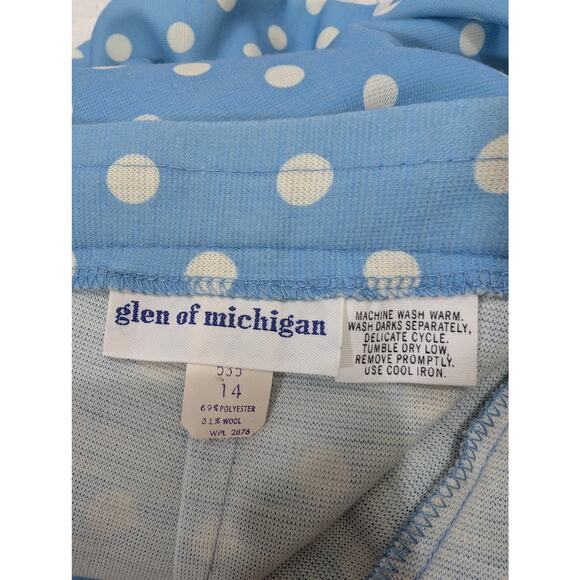 glen of michigan
MACHINE WASH WARM.
WASH DARKS SEPARATELY,
DELICATE CYCLE.
TUMBLE DRY LOW,
REMOVE PROMPTLY.
USE COOL IRON.
535
14
69% POLYESTER
31% WOOL
WPL 2876